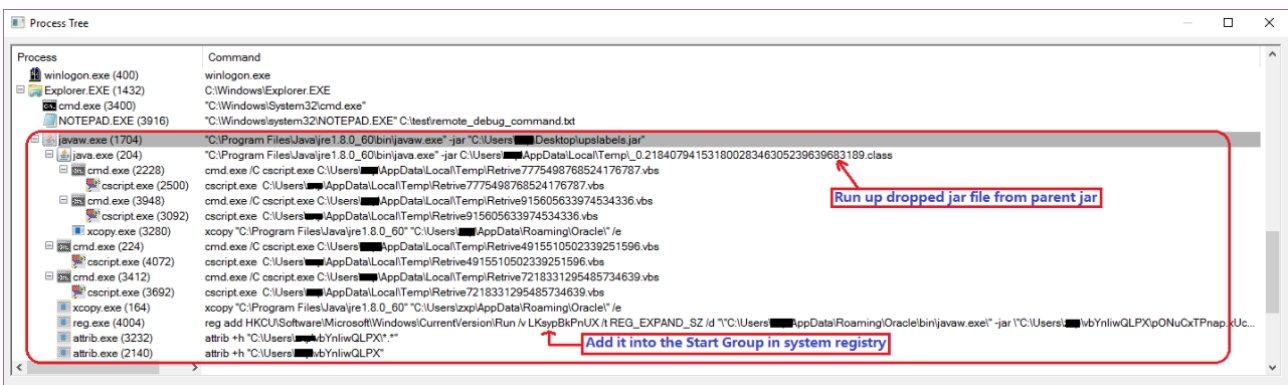 Process Tree
Process Command
winlogon.exe (400) winlogon.exe
Explorer.EXE (1432) C:\Windows\Explorer.EXE
cmd.exe (3400) "C:\Windows\System32\cmd.exe"
NOTEPAD.EXE (3916) "C:\Windows\system32\NOTEPAD.EXE" C:\test\remote_debug_command.txt
javaw.exe (1704) "C:\Program Files\Java\jre1.8.0_60\bin\javaw.exe" -jar "C:\Users\ Desktop\upslabels.jar"
java.exe (204) "C:\Program Files\Java\jre1.8.0_60\bin\java.exe" -jar C:\Users\ AppData\Local\Temp\_0.21840794153180028346305239639683189.class
cmd.exe (2228) cmd.exe /C cscript.exe C:\Users\ \AppData\Local\Temp\Retrive7775498768524176787.vbs
cscript.exe (2500) cscript.exe C:\Users\ \AppData\Local\Temp\Retrive7775498768524176787.vbs
Run up dropped jar file from parent jar
cmd.exe (3948) cmd.exe /C cscript.exe C:\Users\ \AppData\Local\Temp\Retrive915605633974534336.vbs
cscript.exe (3092) cscript.exe C:\Users\ \AppData\Local\Temp\Retrive915605633974534336.vbs
xcopy.exe (3280) xcopy "C:\Program Files\Java\jre1.8.0_60" "C:\Users\ \AppData\Roaming\Oracle\" /e
cmd.exe (224) cmd.exe /C cscript.exe C:\Users\ \AppData\Local\Temp\Retrive4915510502339251596.vbs
cscript.exe (4072) cscript.exe C:\Users\ \AppData\Local\Temp\Retrive4915510502339251596.vbs
cmd.exe (3412) cmd.exe /C cscript.exe C:\Users\ \AppData\Local\Temp\Retrive7218331295485734639.vbs
cscript.exe (3692) cscript.exe C:\Users\ \AppData\Local\Temp\Retrive7218331295485734639.vbs
xcopy.exe (164) xcopy "C:\Program Files\Java\jre1.8.0_60" "C:\Users\zxp\AppData\Roaming\Oracle\" /e
reg.exe (4004) reg add HKCU\Software\Microsoft\Windows\CurrentVersion\Run /v LKsypBkPnUX /t REG_EXPAND_SZ /d "\"C:\Users\ AppData\Roaming\Oracle\bin\javaw.exe\" -jar \"C:\Users\ \vbYnliwQLPX\pONuCxTPnap.xUc...
attrib.exe (3232) attrib +h "C:\Users\ \vbYnliwQLPX\*.*"
Add it into the Start Group in system registry
attrib.exe (2140) attrib +h "C:\Users\ vbYnliwQLPX"